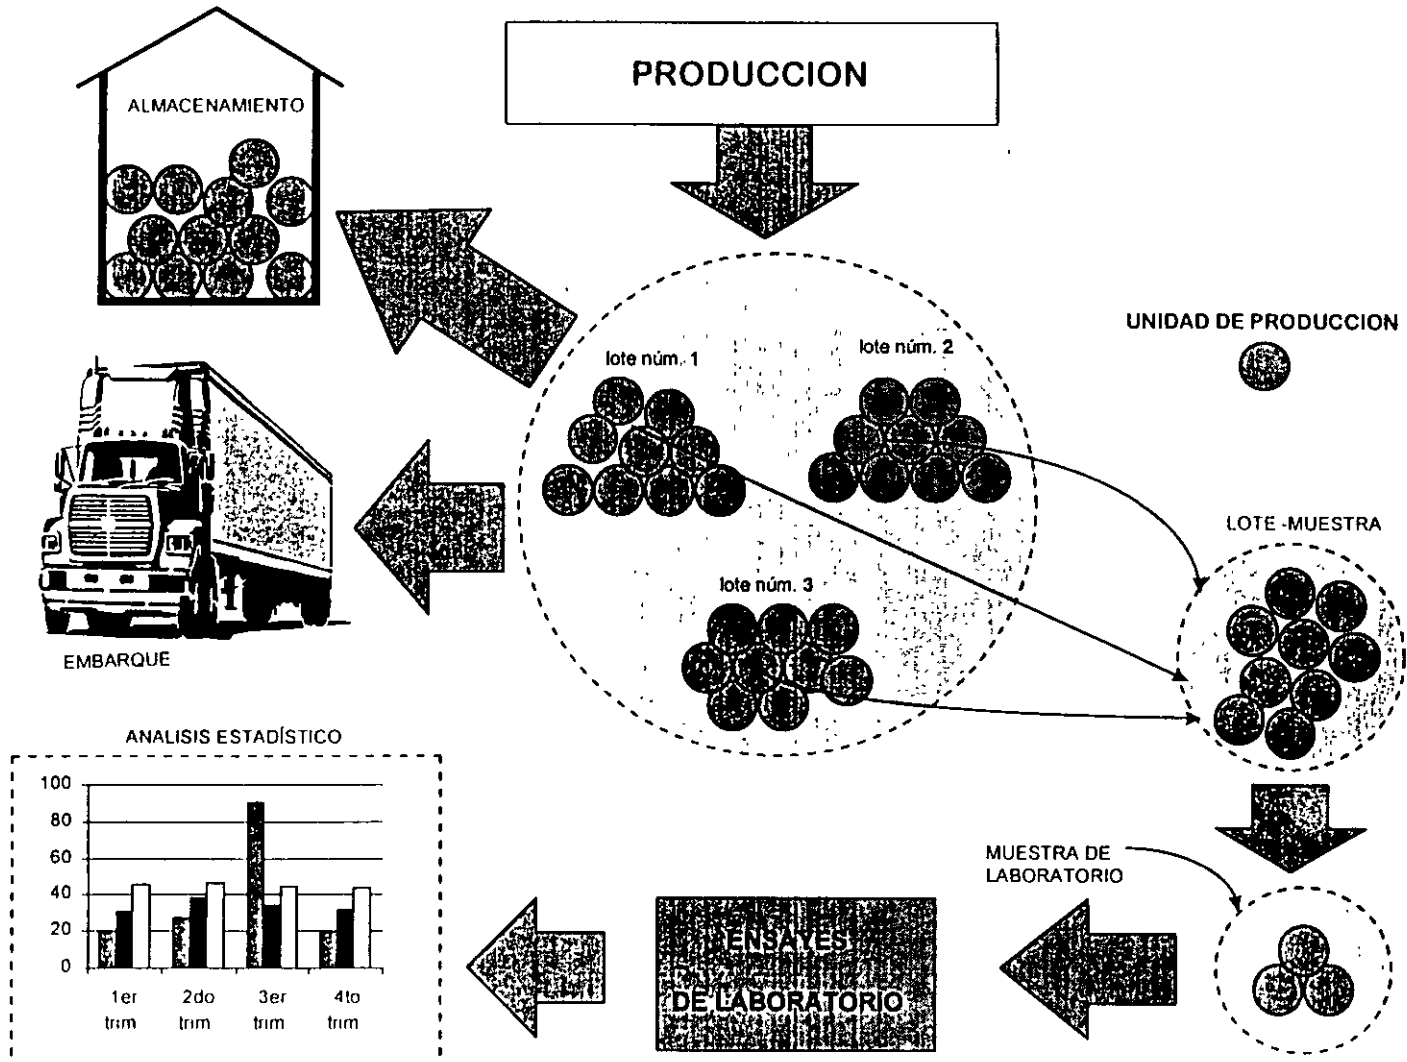 PRODUCCION
ALMACENAMIENTO
UNIDAD DE PRODUCCION
lote núm. 1
lote núm. 2
lote núm. 3
LOTE -MUESTRA
EMBARQUE
ANALISIS ESTADÍSTICO
100
80
60
40
20
0
1er
trim
2do
trim
3er
trim
4to
trim
MUESTRA DE
LABORATORIO
ENSAYES
DE LABORATORIO